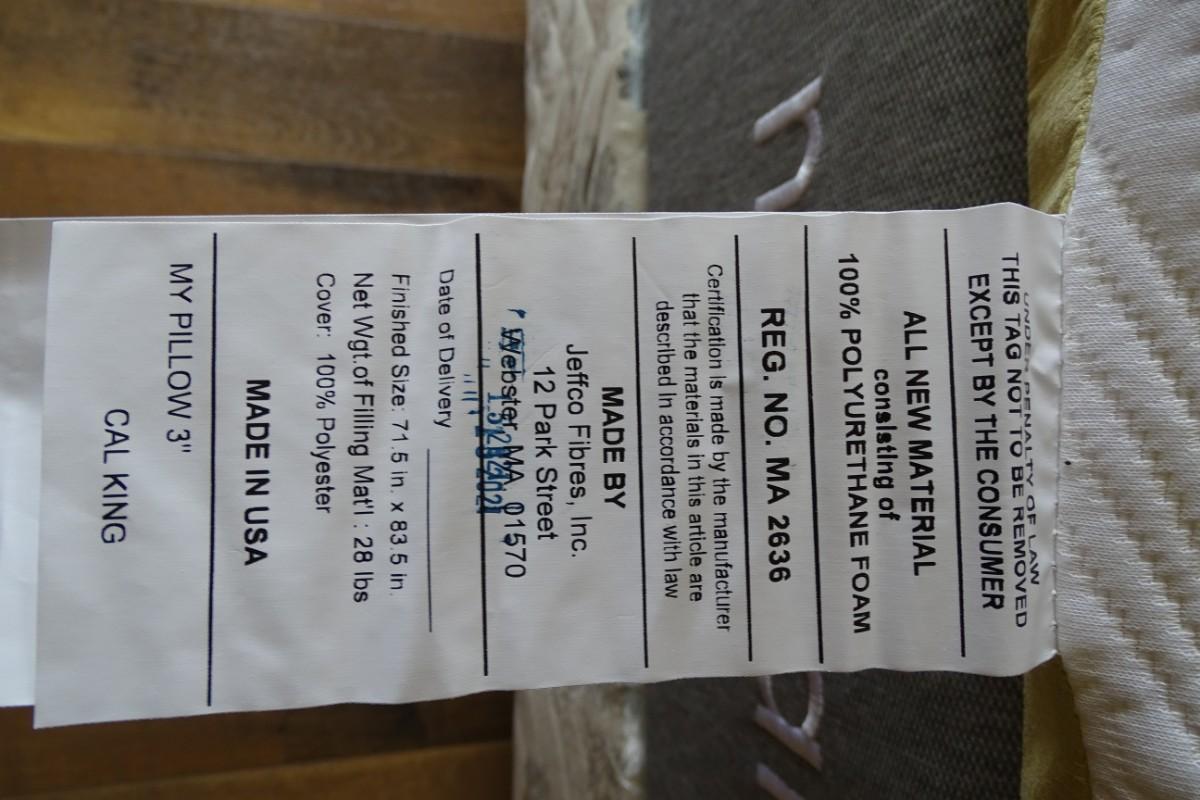 UNDER PENALTY OF LAW
THIS TAG NOT TO BE REMOVED
EXCEPT BY THE CONSUMER
ALL NEW MATERIAL
consisting of
100% POLYURETHANE FOAM
REG. NO. MA 2636
Certification is made by the manufacturer
that the materials in this article are
described in accordance with law
MADE BY
Jeffco Fibres, Inc.
12 Park Street
Webster, MA 01570
Date of Delivery
Finished Size: 71.5 in. x 83.5 in.
Net Wgt.of Filling Mat'l : 28 lbs
Cover: 100% Polyester
MADE IN USA
MY PILLOW 3"
CAL KING